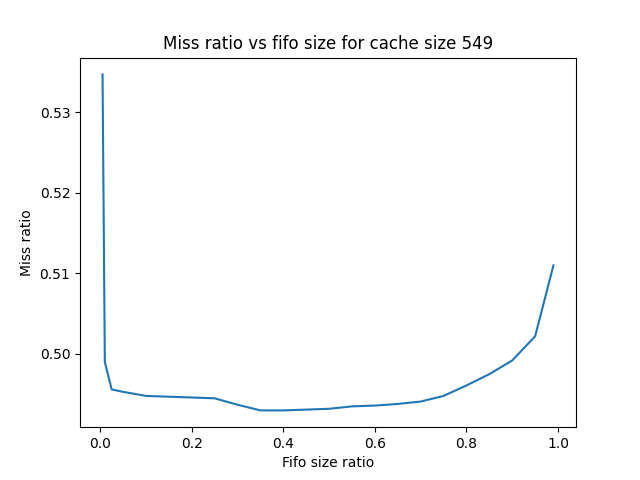 Miss ratio vs fifo size for cache size 549
0.53
0.52
0.51
0.50
Miss ratio
0.0 0.2 0.4 0.6 0.8 1.0
Fifo size ratio